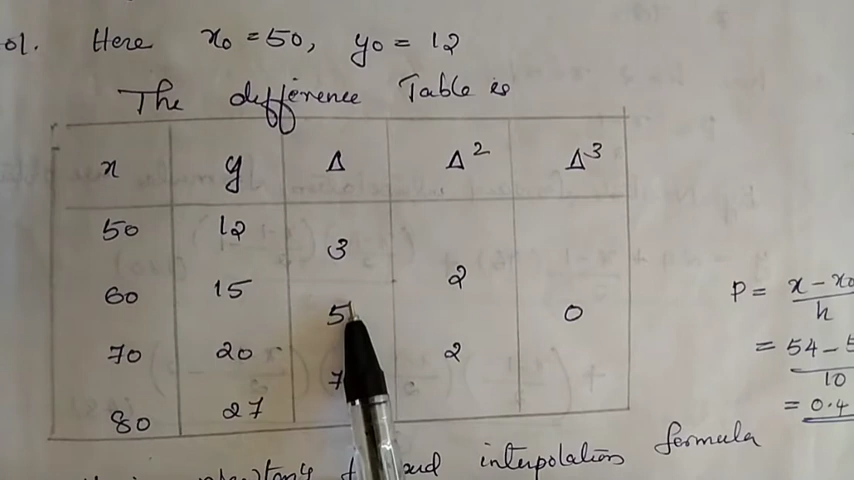 01. Here x₀ = 50, y₀ = 12
The difference Table is
x y Δ Δ² Δ³
50 12
3
60 15 2
5 0
70 20 2
7
80 27
P = x - x₀ / h
= 54 - 5 / 10
= 0.4
interpolation formula